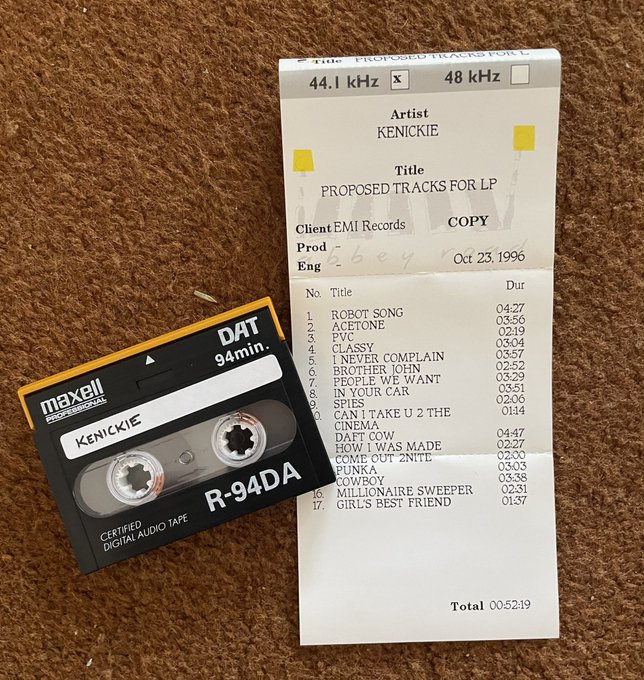 Title PROPOSED TRACKS FOR L
44.1 kHz x 48 kHz
Artist
KENICKIE
Title
PROPOSED TRACKS FOR LP
Client EMI Records COPY
Prod -
abbey road
Eng - Oct 23, 1996
No. Title Dur
1. ROBOT SONG 04:27
2. ACETONE 03:56
3. PVC 02:19
4. CLASSY 03:04
5. I NEVER COMPLAIN 03:57
6. BROTHER JOHN 02:52
7. PEOPLE WE WANT 03:29
8. IN YOUR CAR 03:51
9. SPIES 02:06
0. CAN I TAKE U 2 THE 01:14
CINEMA
DAFT COW 04:47
HOW I WAS MADE 02:27
COME OUT 2NITE 02:00
PUNKA 03:03
COWBOY 03:38
16. MILLIONAIRE SWEEPER 02:31
17. GIRL'S BEST FRIEND 01:37
Total 00:52:19
DAT
94min.
maxell
PROFESSIONAL
KENICKIE
R-94DA
CERTIFIED
DIGITAL AUDIO TAPE